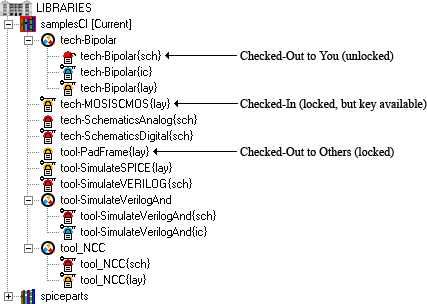 LIBRARIES
samplesCI [Current]
tech-Bipolar
tech-Bipolar{sch} Checked-Out to You (unlocked)
tech-Bipolar{ic}
tech-Bipolar{lay}
tech-MOSISCMOS{lay} Checked-In (locked, but key available)
tech-SchematicsAnalog{sch}
tech-SchematicsDigital{sch}
tool-PadFrame{lay} Checked-Out to Others (locked)
tool-SimulateSPICE{lay}
tool-SimulateVERILOG{sch}
tool-SimulateVerilogAnd
tool-SimulateVerilogAnd{sch}
tool-SimulateVerilogAnd{ic}
tool_NCC
tool_NCC{sch}
tool_NCC{lay}
spiceparts